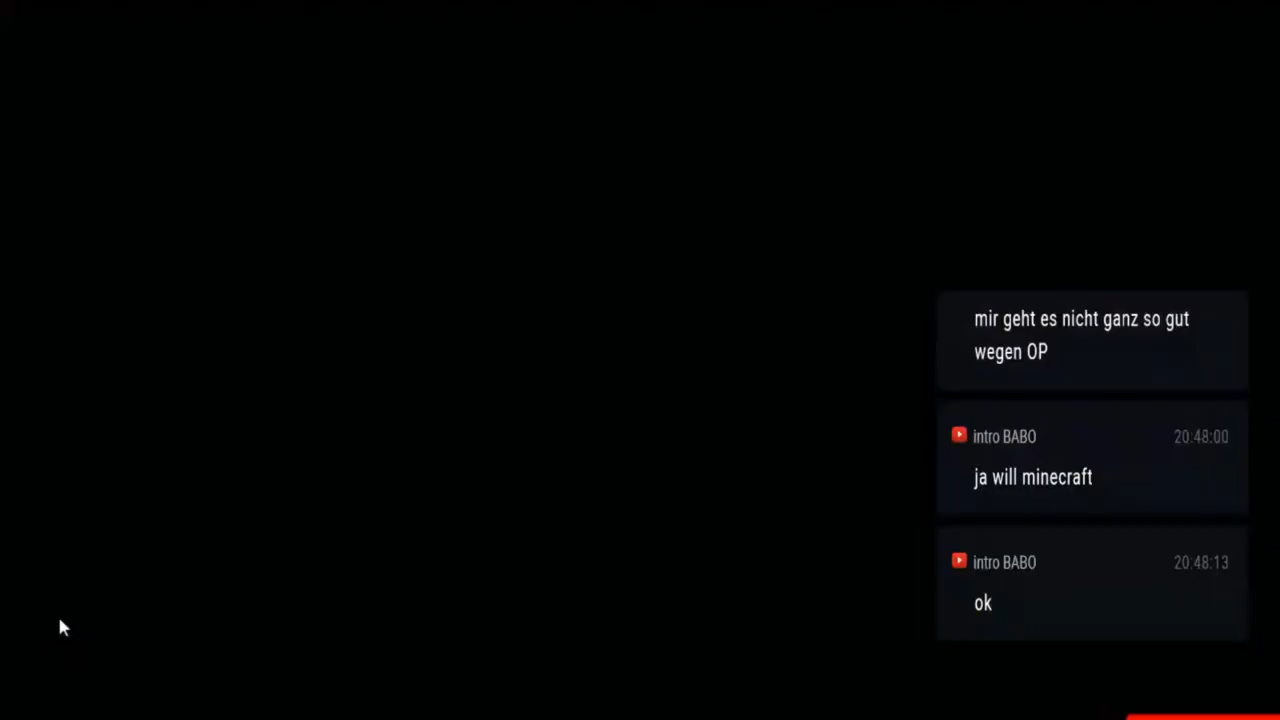 mir geht es nicht ganz so gut
wegen OP
intro BABO 20:48:00
ja will minecraft
intro BABO 20:48:13
ok